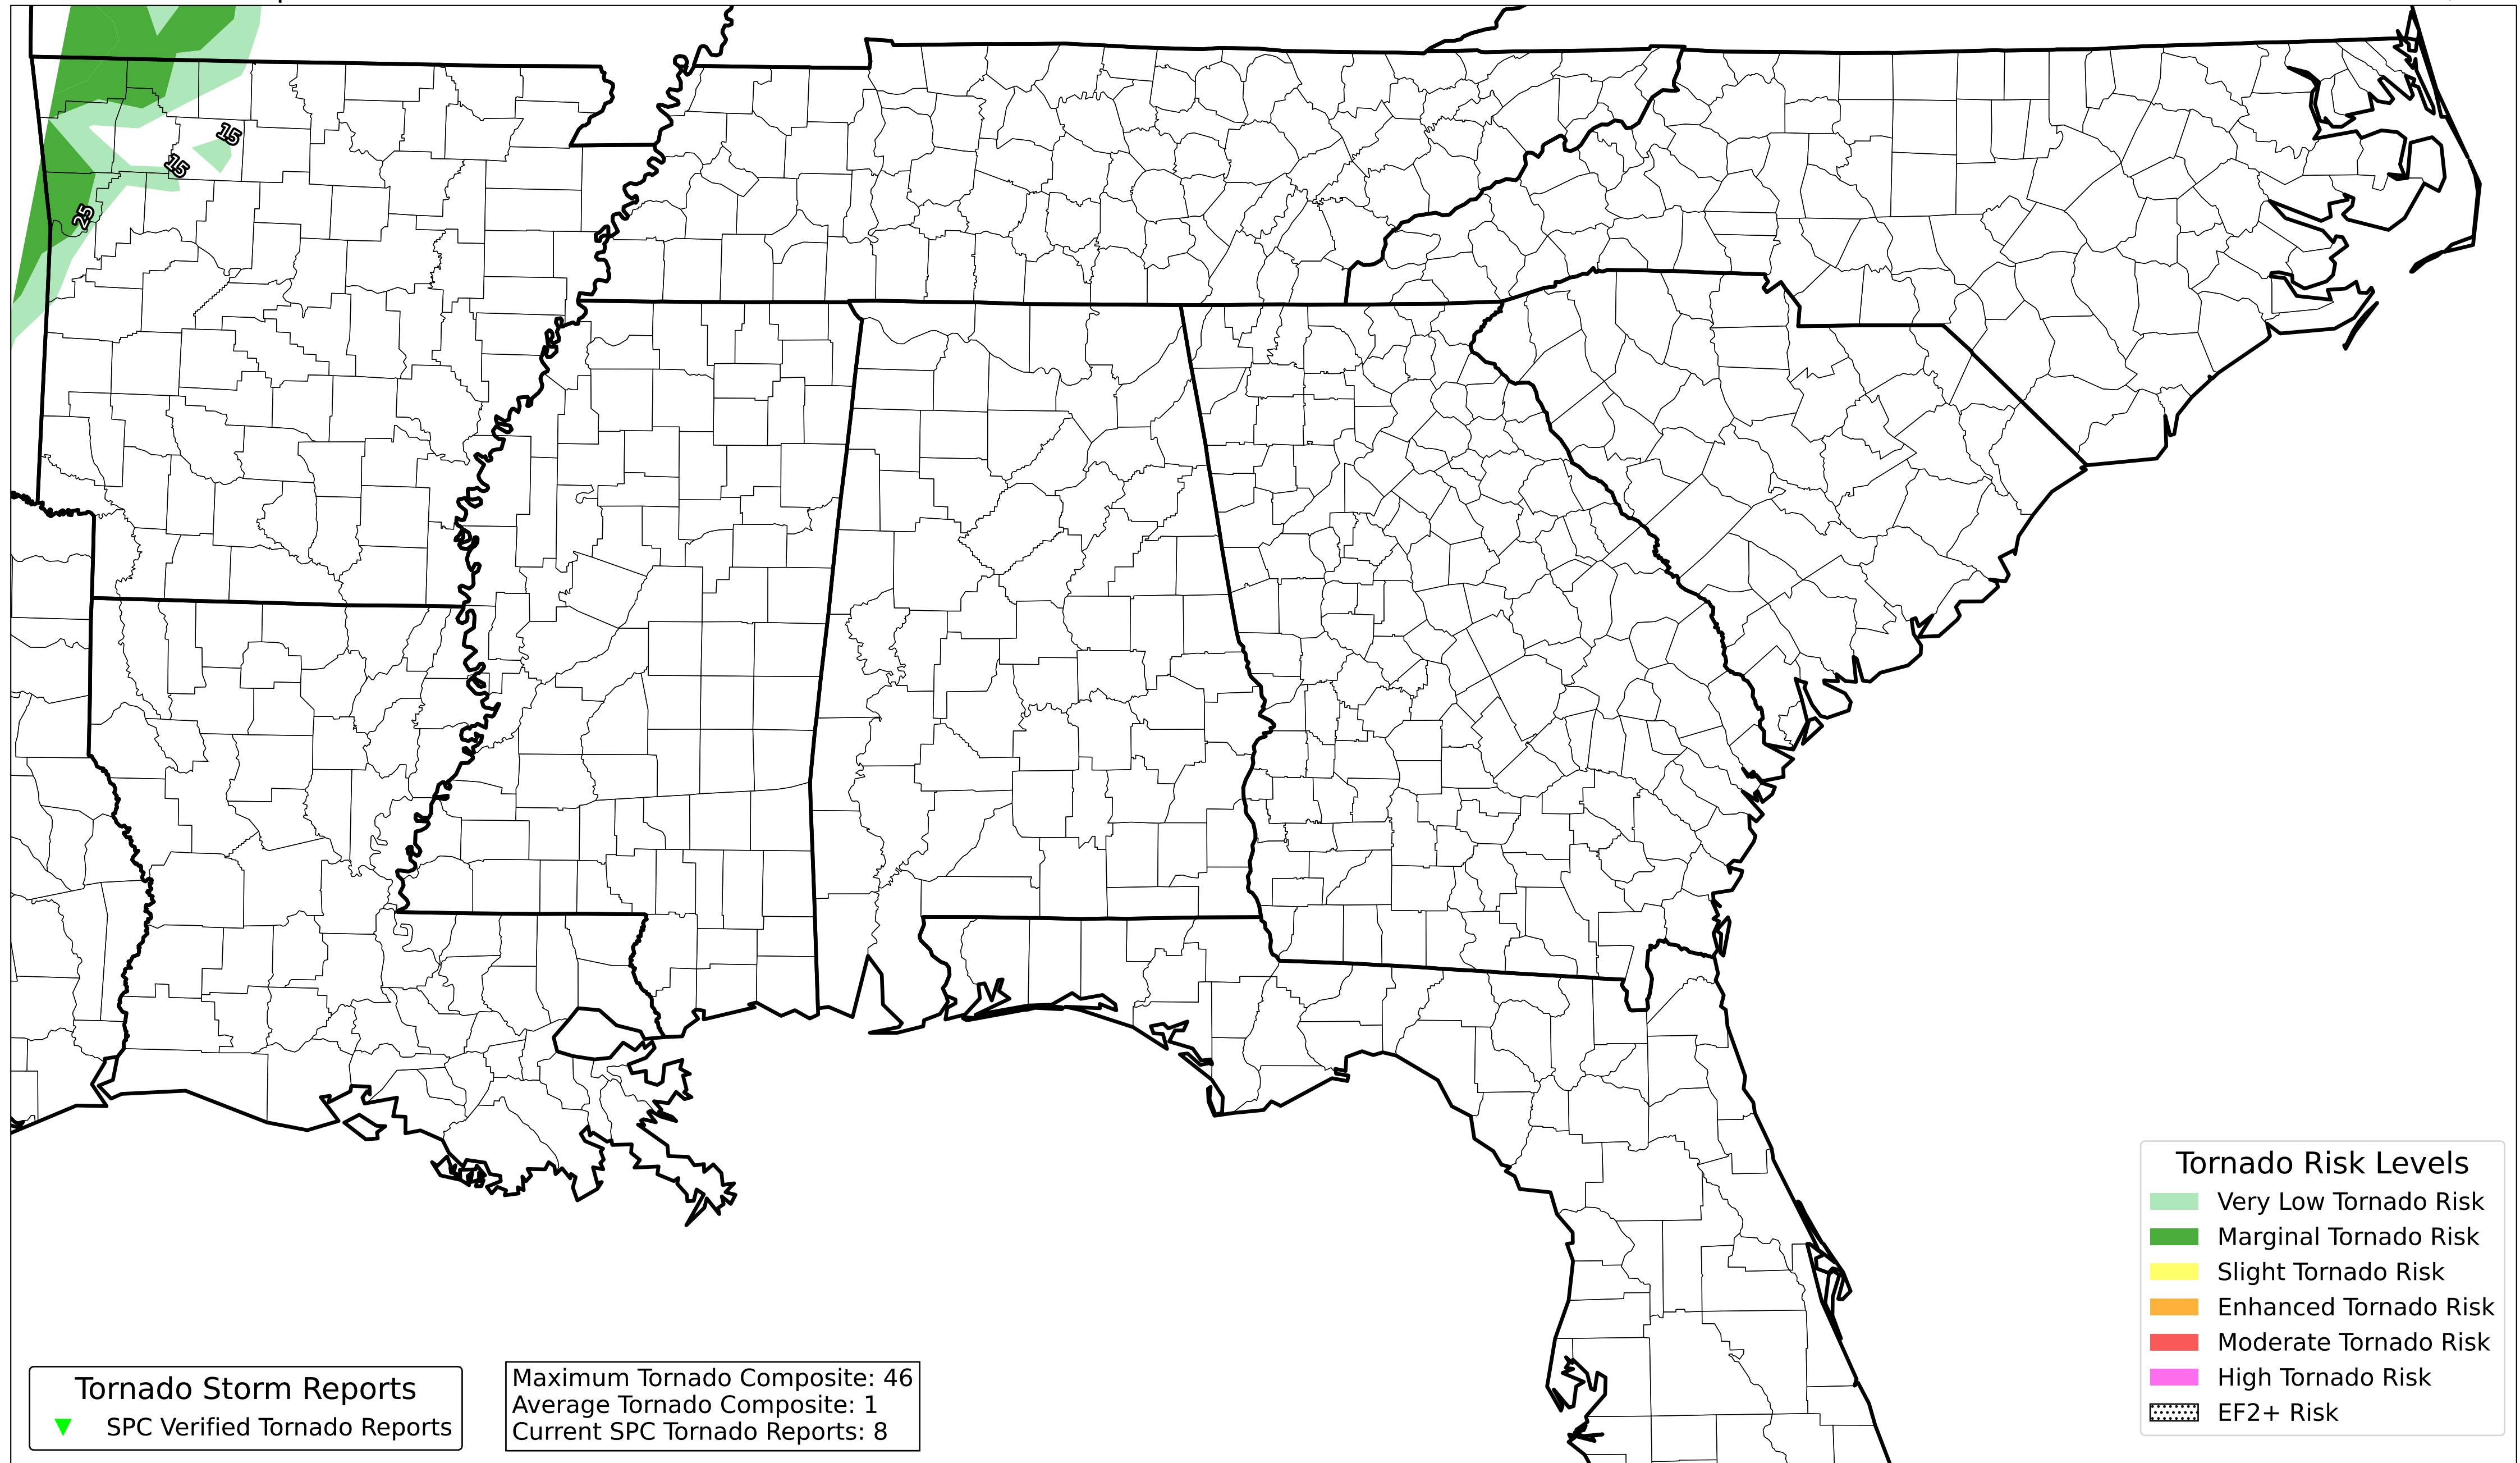 15
15
25
Tornado Risk Levels
Very Low Tornado Risk
Marginal Tornado Risk
Slight Tornado Risk
Enhanced Tornado Risk
Moderate Tornado Risk
High Tornado Risk
EF2+ Risk
Tornado Storm Reports
SPC Verified Tornado Reports
Maximum Tornado Composite: 46
Average Tornado Composite: 1
Current SPC Tornado Reports: 8